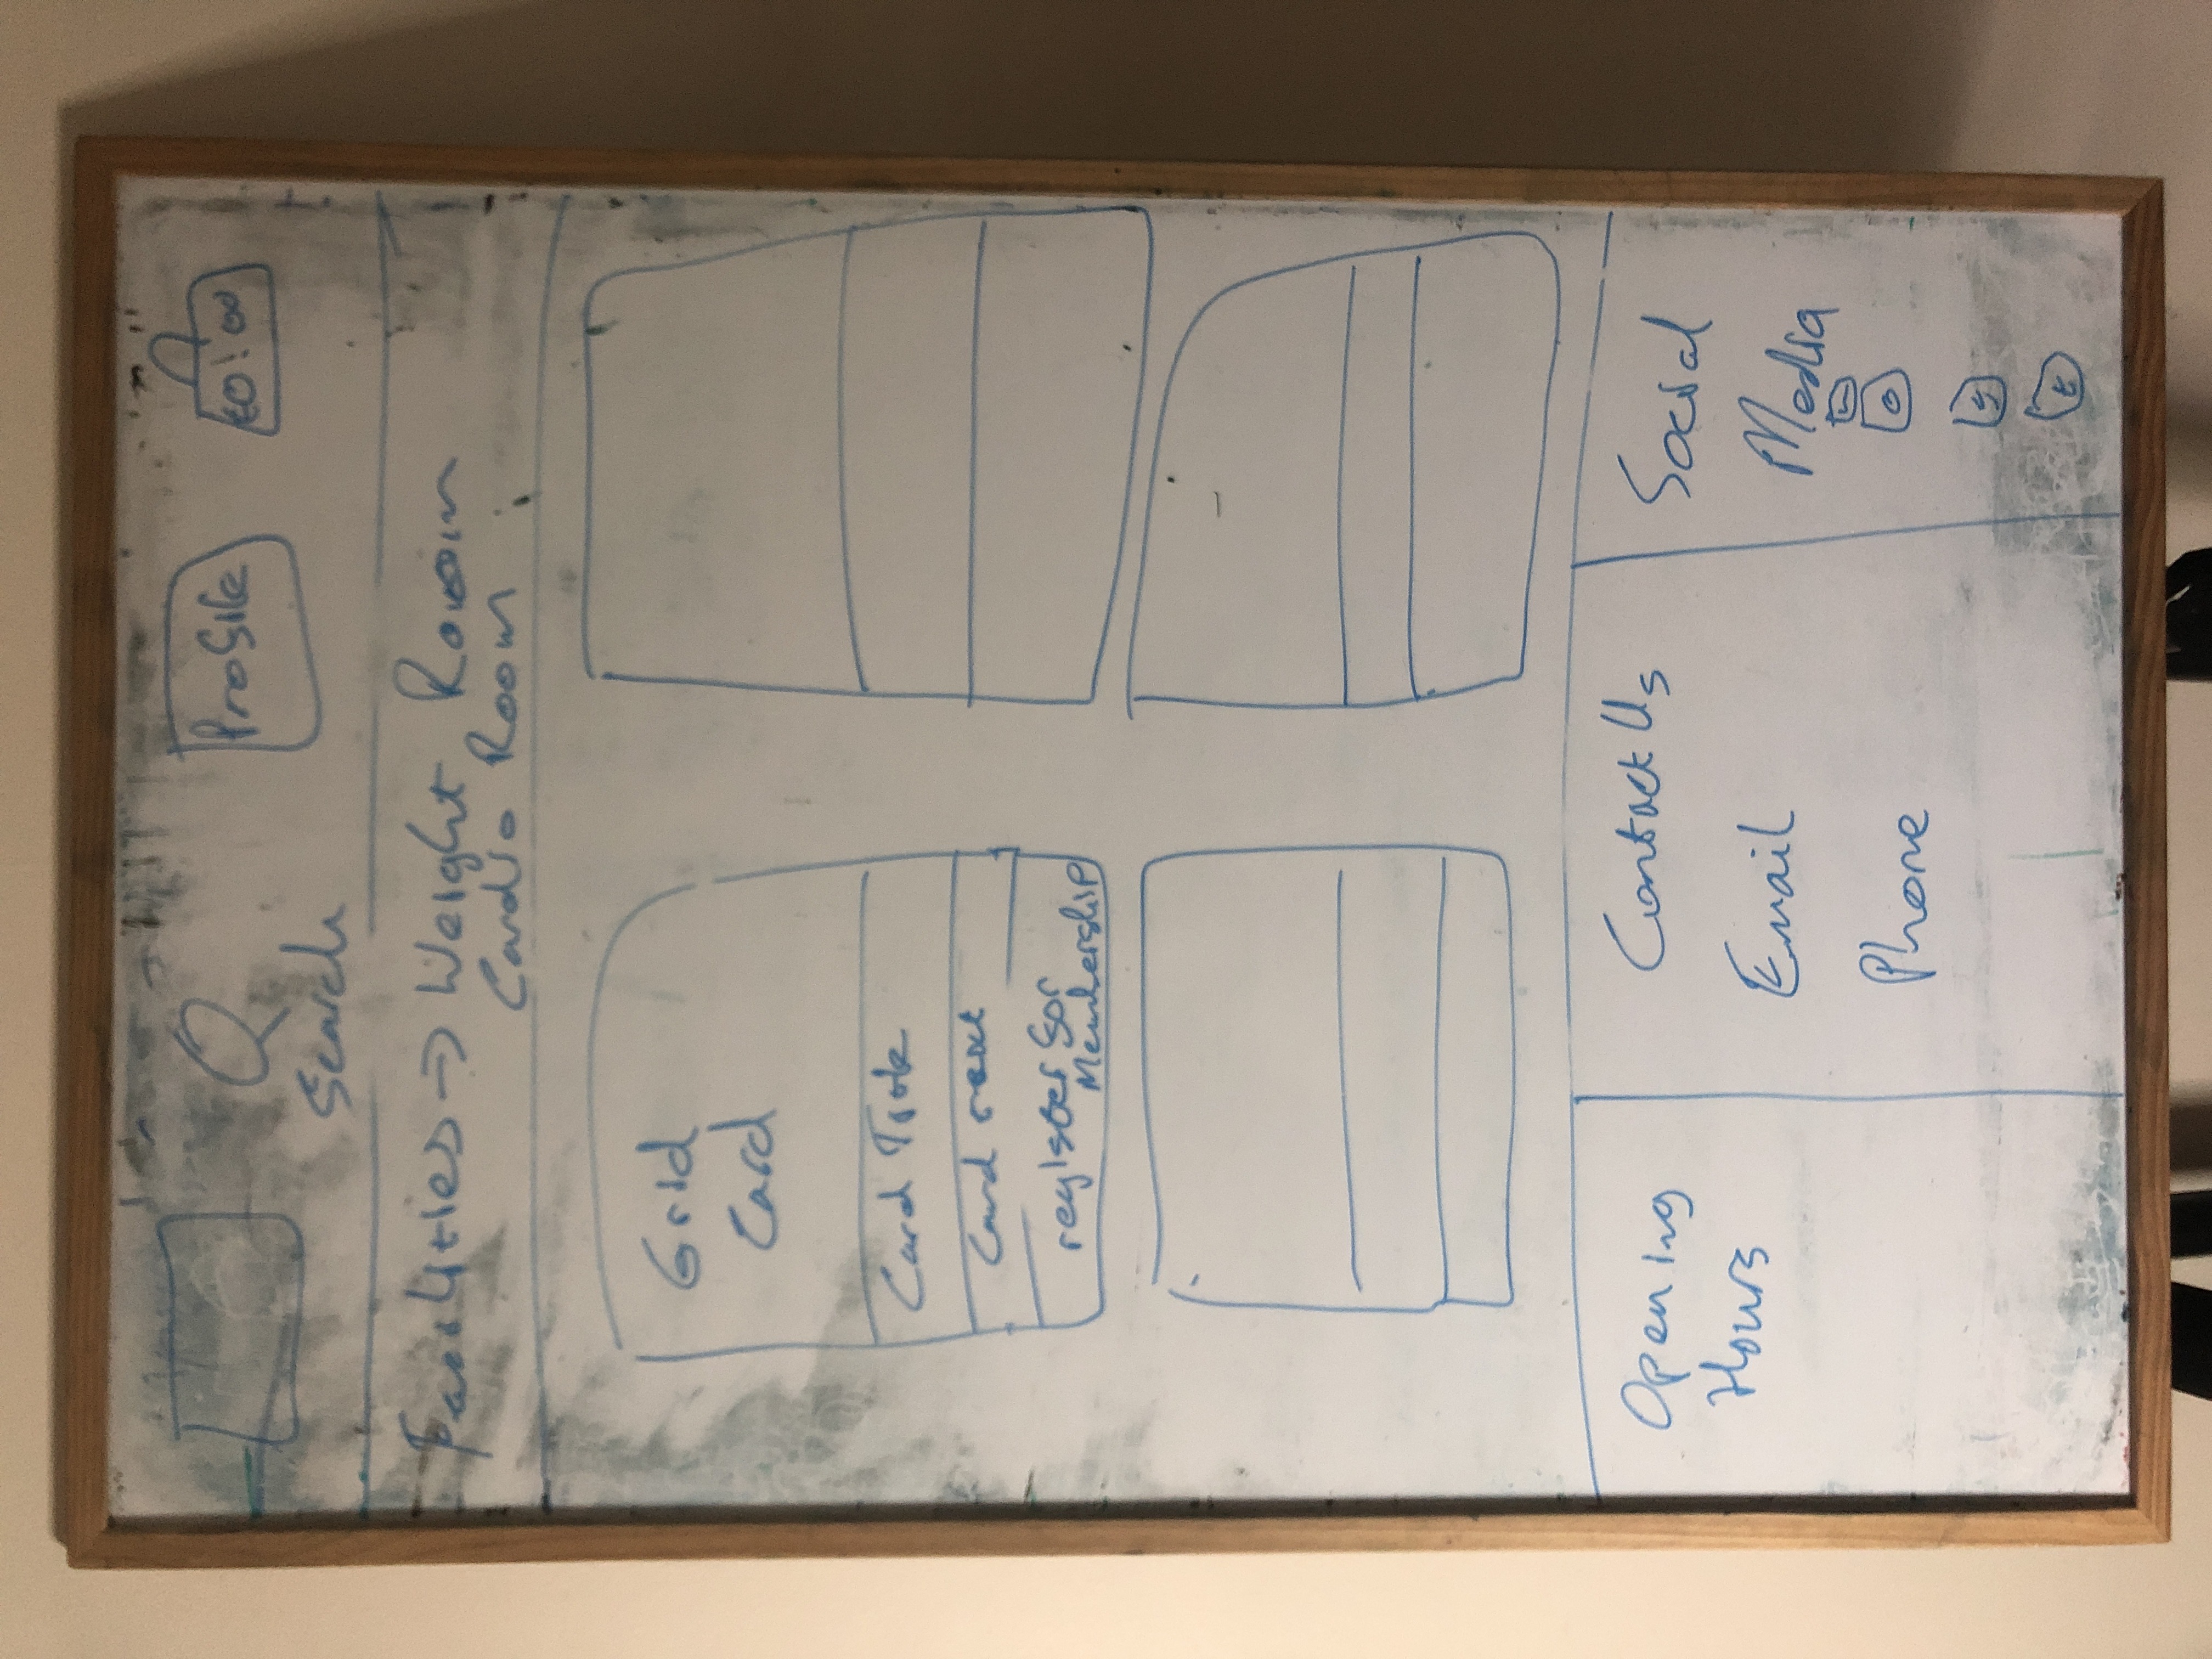 Search
Profile
€0.00
Facilities → Weight Room
Cardio Room
Grid
Card
Card Title
Card text
register for
Membership
Opening
Hours
Contact Us
Email
Phone
Social
Media